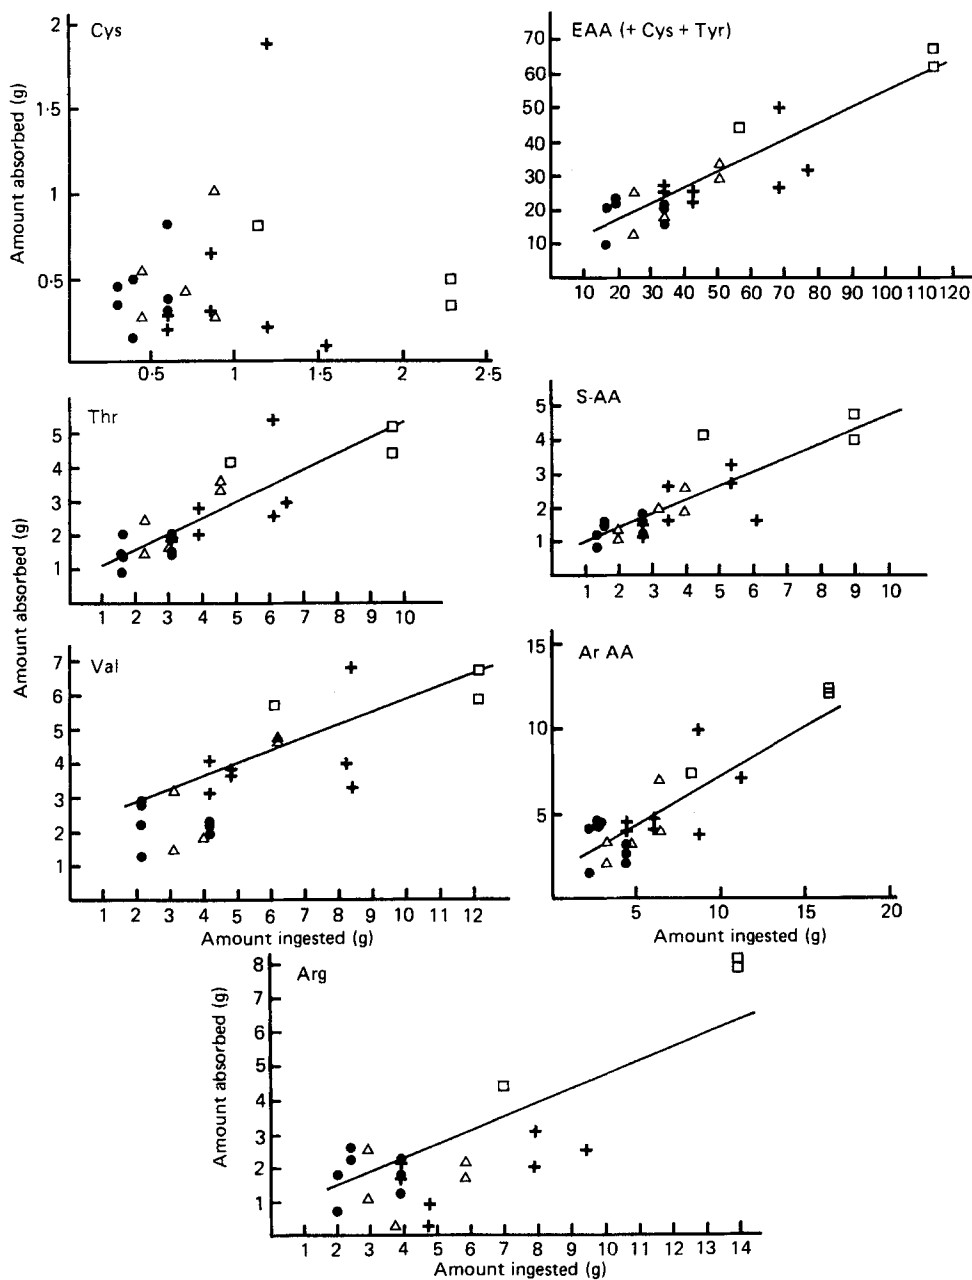 Cys
Amount absorbed (g)
2
1·5
1
0·5
0·5 1 1·5 2 2·5
EAA (+ Cys + Tyr)
70
60
50
40
30
20
10
10 20 30 40 50 60 70 80 90 100 110 120
Thr
Amount absorbed (g)
5
4
3
2
1
1 2 3 4 5 6 7 8 9 10
S-AA
5
4
3
2
1
1 2 3 4 5 6 7 8 9 10
Val
7
6
5
4
3
2
1
1 2 3 4 5 6 7 8 9 10 11 12
Amount ingested (g)
Ar AA
15
10
5
5 10 15 20
Amount ingested (g)
Arg
Amount absorbed (g)
8
7
6
5
4
3
2
1
1 2 3 4 5 6 7 8 9 10 11 12 13 14
Amount ingested (g)